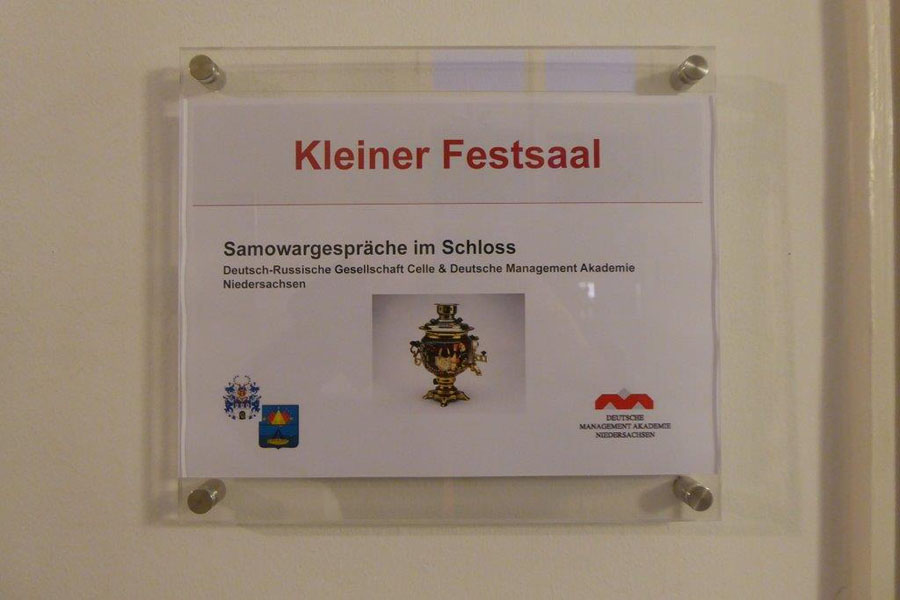 Kleiner Festsaal
Samowargespräche im Schloss
Deutsch-Russische Gesellschaft Celle & Deutsche Management Akademie
Niedersachsen
DEUTSCHE
MANAGEMENT AKADEMIE
NIEDERSACHSEN